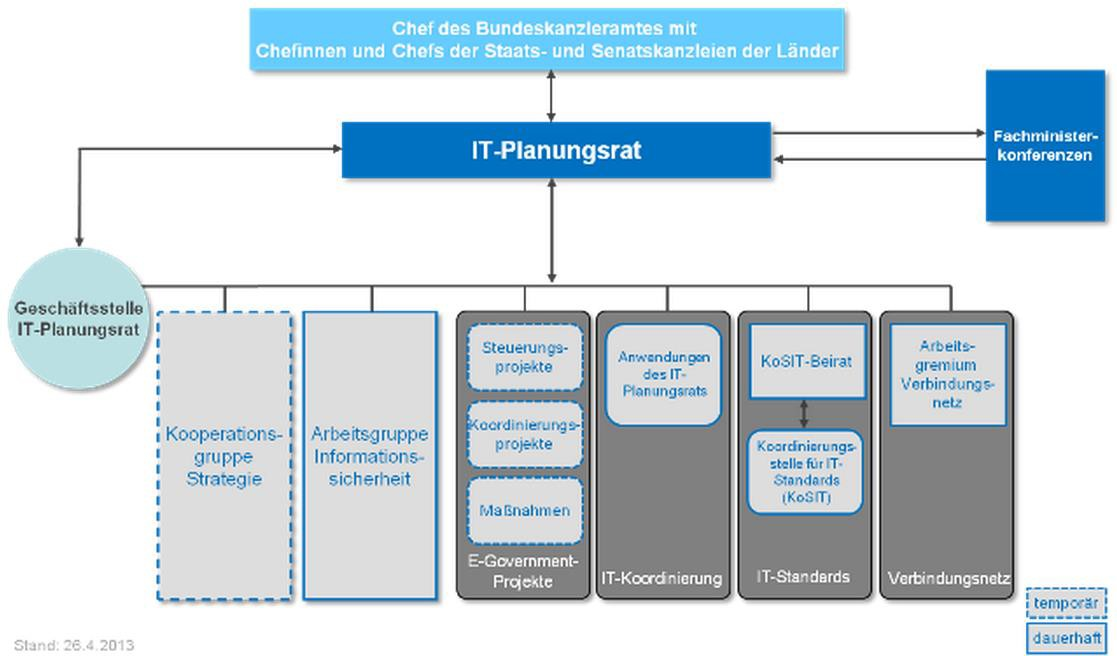 Chef des Bundeskanzleramtes mit
Chefinnen und Chefs der Staats- und Senatskanzleien der Länder
IT-Planungsrat
Fachminister-
konferenzen
Geschäftsstelle
IT-Planungsrat
Kooperations-
gruppe
Strategie
Arbeitsgruppe
Informations-
sicherheit
Steuerungs-
projekte
Koordinierungs-
projekte
Maßnahmen
E-Government-
Projekte
Anwendungen
des IT-
Planungsrats
IT-Koordinierung
KoSIT-Beirat
Koordinierungs-
stelle für IT-
Standards
(KoSIT)
IT-Standards
Arbeits-
gremium
Verbindungs-
netz
Verbindungsnetz
temporär
dauerhaft
Stand: 26.4.2013